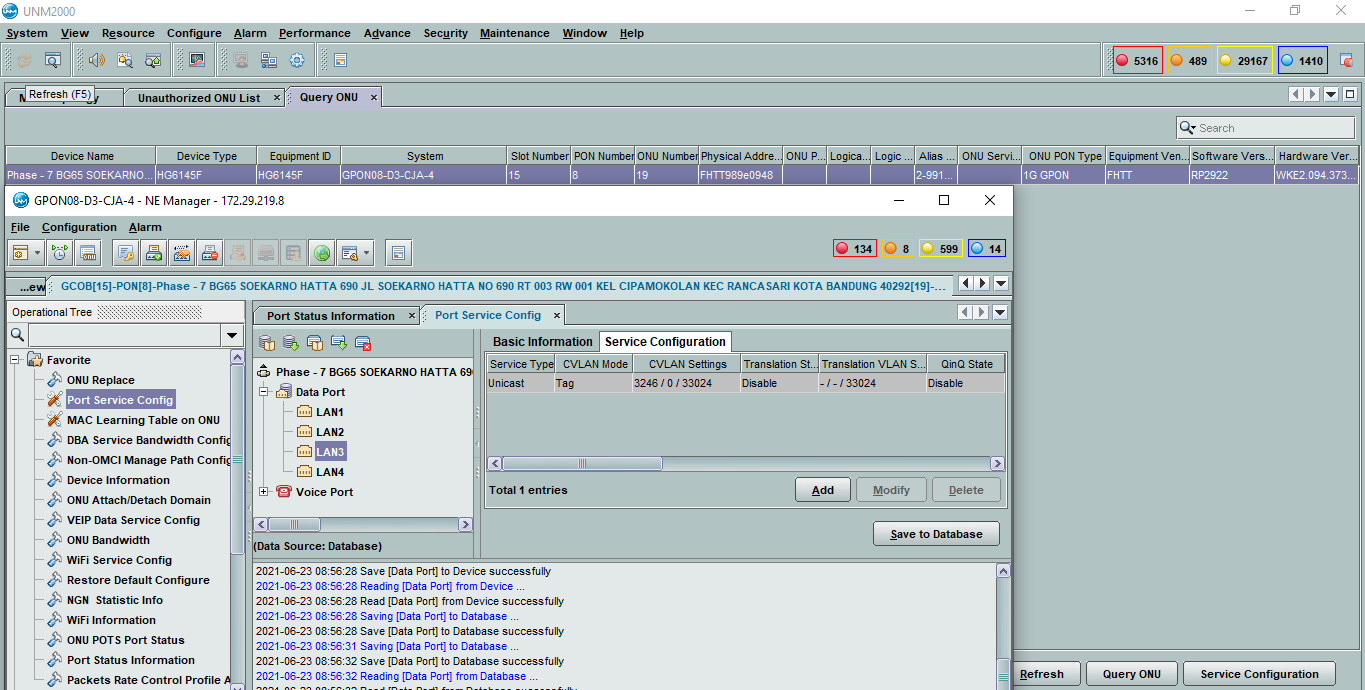 UNM2000
System View Resource Configure Alarm Performance Advance Security Maintenance Window Help
5316 489 29167 1410
Refresh (F5) Unauthorized ONU List Query ONU
Search
Device Name Device Type Equipment ID System Slot Number PON Number ONU Number Physical Addre... ONU P... Logica... Logic ... Alias ... ONU Servi... ONU PON Type Equipment Ven... Software Vers... Hardware Ver...
Phase - 7 BG65 SOEKARNO... HG6145F HG6145F GPON08-D3-CJA-4 15 8 19 FHTT989e0948 2-991... 1G GPON FHTT RP2922 WKE2.094.373...
GPON08-D3-CJA-4 - NE Manager - 172.29.219.8
File Configuration Alarm
134 8 599 14
...ew GCOB[15]-PON[8]-Phase - 7 BG65 SOEKARNO HATTA 690 JL SOEKARNO HATTA NO 690 RT 003 RW 001 KEL CIPAMOKOLAN KEC RANCASARI KOTA BANDUNG 40292[19]-...
Operational Tree
Favorite
ONU Replace
Port Service Config
MAC Learning Table on ONU
DBA Service Bandwidth Config
Non-OMCI Manage Path Config
Device Information
ONU Attach/Detach Domain
VEIP Data Service Config
ONU Bandwidth
WiFi Service Config
Restore Default Configure
NGN Statistic Info
WiFi Information
ONU POTS Port Status
Port Status Information
Packets Rate Control Profile A
Port Status Information Port Service Config
Phase - 7 BG65 SOEKARNO HATTA 690
Data Port
LAN1
LAN2
LAN3
LAN4
Voice Port
(Data Source: Database)
Basic Information Service Configuration
Service Type CVLAN Mode CVLAN Settings Translation St... Translation VLAN S... QinQ State
Unicast Tag 3246 / 0 / 33024 Disable - / - / 33024 Disable
Total 1 entries Add Modify Delete
Save to Database
2021-06-23 08:56:28 Save [Data Port] to Device successfully
2021-06-23 08:56:28 Reading [Data Port] from Device ...
2021-06-23 08:56:28 Read [Data Port] from Device successfully
2021-06-23 08:56:28 Saving [Data Port] to Database ...
2021-06-23 08:56:28 Save [Data Port] to Database successfully
2021-06-23 08:56:31 Saving [Data Port] to Database ...
2021-06-23 08:56:32 Save [Data Port] to Database successfully
2021-06-23 08:56:32 Reading [Data Port] from Database ...
2021-06-23 08:56:32 Read [Data Port] from Database successfully
Refresh Query ONU Service Configuration